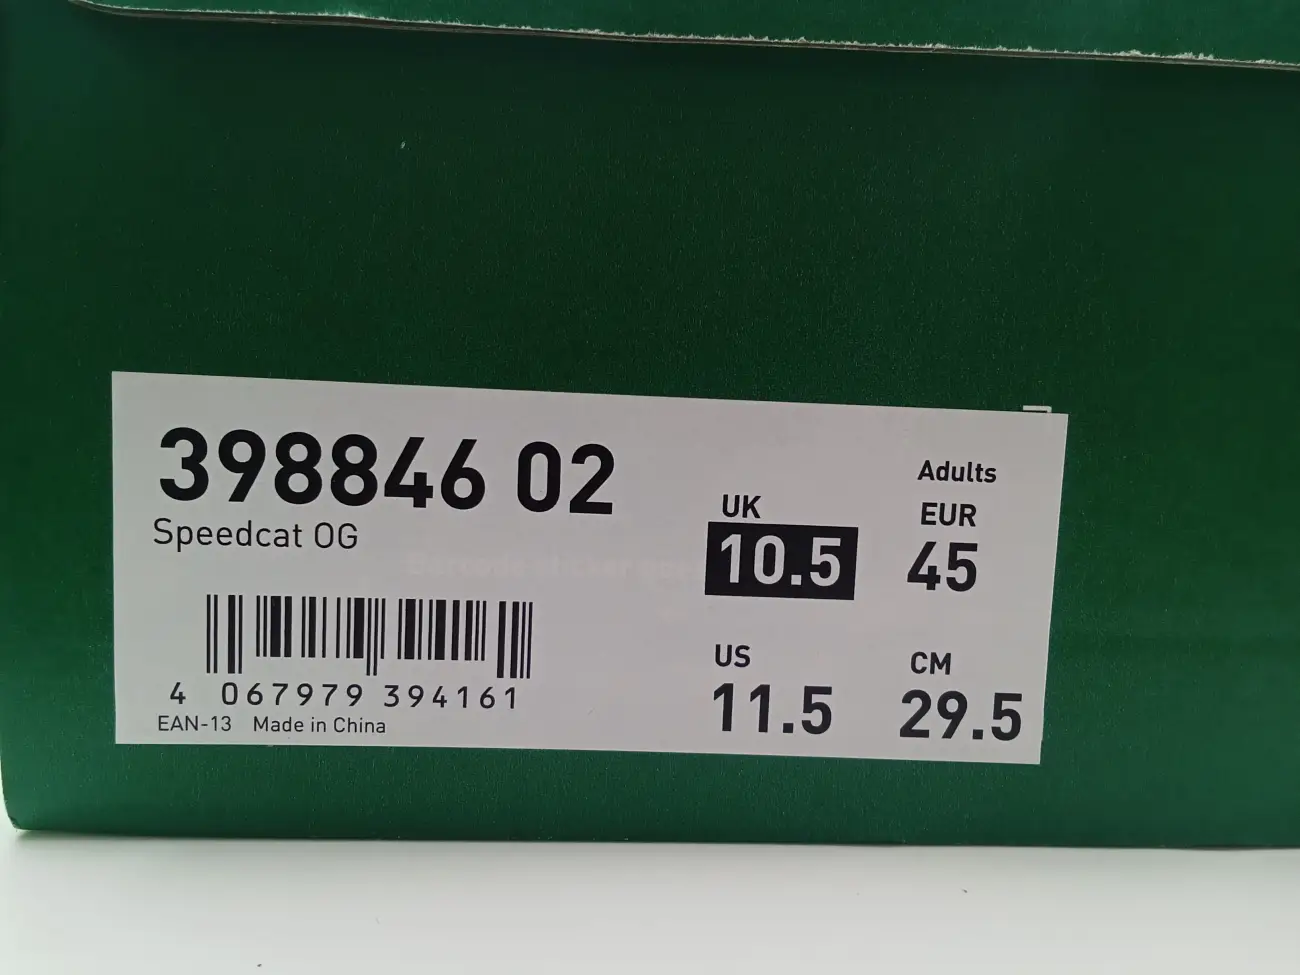 398846 02
Speedcat OG
4 067979 394161
EAN-13 Made in China
UK
10.5
US
11.5
Adults
EUR
45
CM
29.5